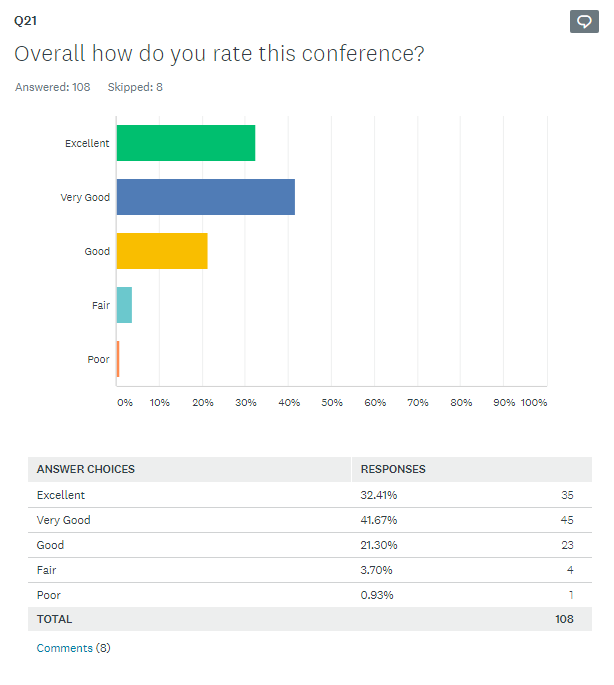 Q21
Overall how do you rate this conference?
Answered: 108 Skipped: 8
Excellent
Very Good
Good
Fair
Poor
0% 10% 20% 30% 40% 50% 60% 70% 80% 90% 100%
ANSWER CHOICES RESPONSES
Excellent 32.41% 35
Very Good 41.67% 45
Good 21.30% 23
Fair 3.70% 4
Poor 0.93% 1
TOTAL 108
Comments (8)